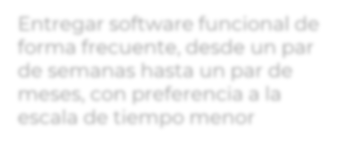 Entregar software funcional de
forma frecuente, desde un par
de semanas hasta un par de
meses, con preferencia a la
escala de tiempo menor